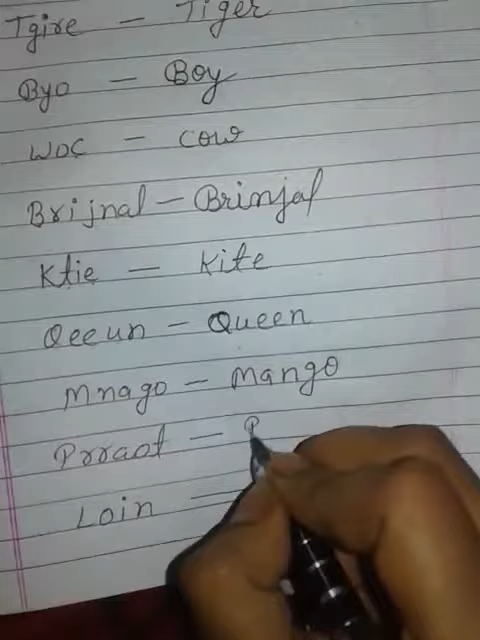 Tgire - Tiger
Byo - Boy
WOC - COW
Brijnal - Brinjal
Ktie - Kite
Qeeun - Queen
Mnago - Mango
Prraot - P
Loin -